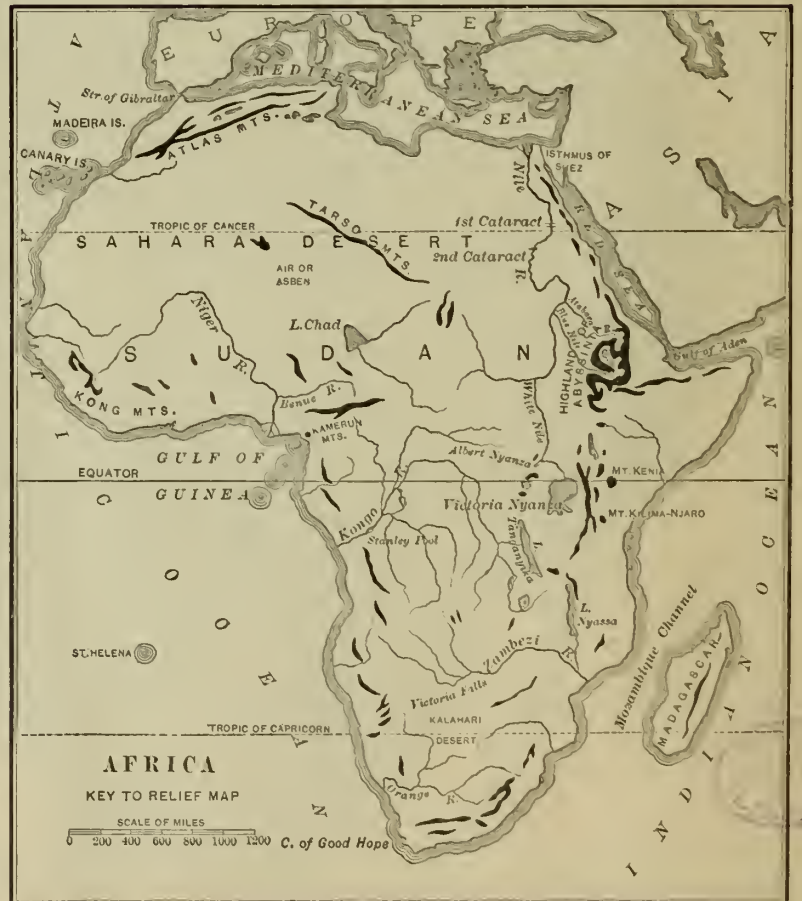 EUROPE
ASIA
MEDITERRANEAN SEA
Str. of Gibraltar
MADEIRA IS.
ATLAS MTS.
CANARY IS.
ISTHMUS OF
SUEZ
Nile
R.
RED SEA
TROPIC OF CANCER
1st Cataract
SAHARA DESERT
TARSO MTS.
2nd Cataract
AIR OR
ASBEN
Niger
R.
L. Chad
Atabara
R.
Blue Nile
HIGHLAND OF
ABYSSINIA
Gulf of Aden
SUDAN
KONG MTS.
Benue R.
White Nile
KAMERUN
MTS.
GULF OF
GUINEA
Albert Nyanza
EQUATOR
MT. KENIA
Victoria Nyanza
Kongo
MT. KILIMA-NJARO
Stanley Pool
L.
Tanganyika
L.
Nyassa
ATLANTIC
OCEAN
ST. HELENA
Zambezi
R.
Mozambique Channel
MADAGASCAR
INDIAN OCEAN
Victoria Falls
KALAHARI
DESERT
TROPIC OF CAPRICORN
Orange R.
AFRICA
KEY TO RELIEF MAP
SCALE OF MILES
0 200 400 600 800 1000 1200
C. of Good Hope